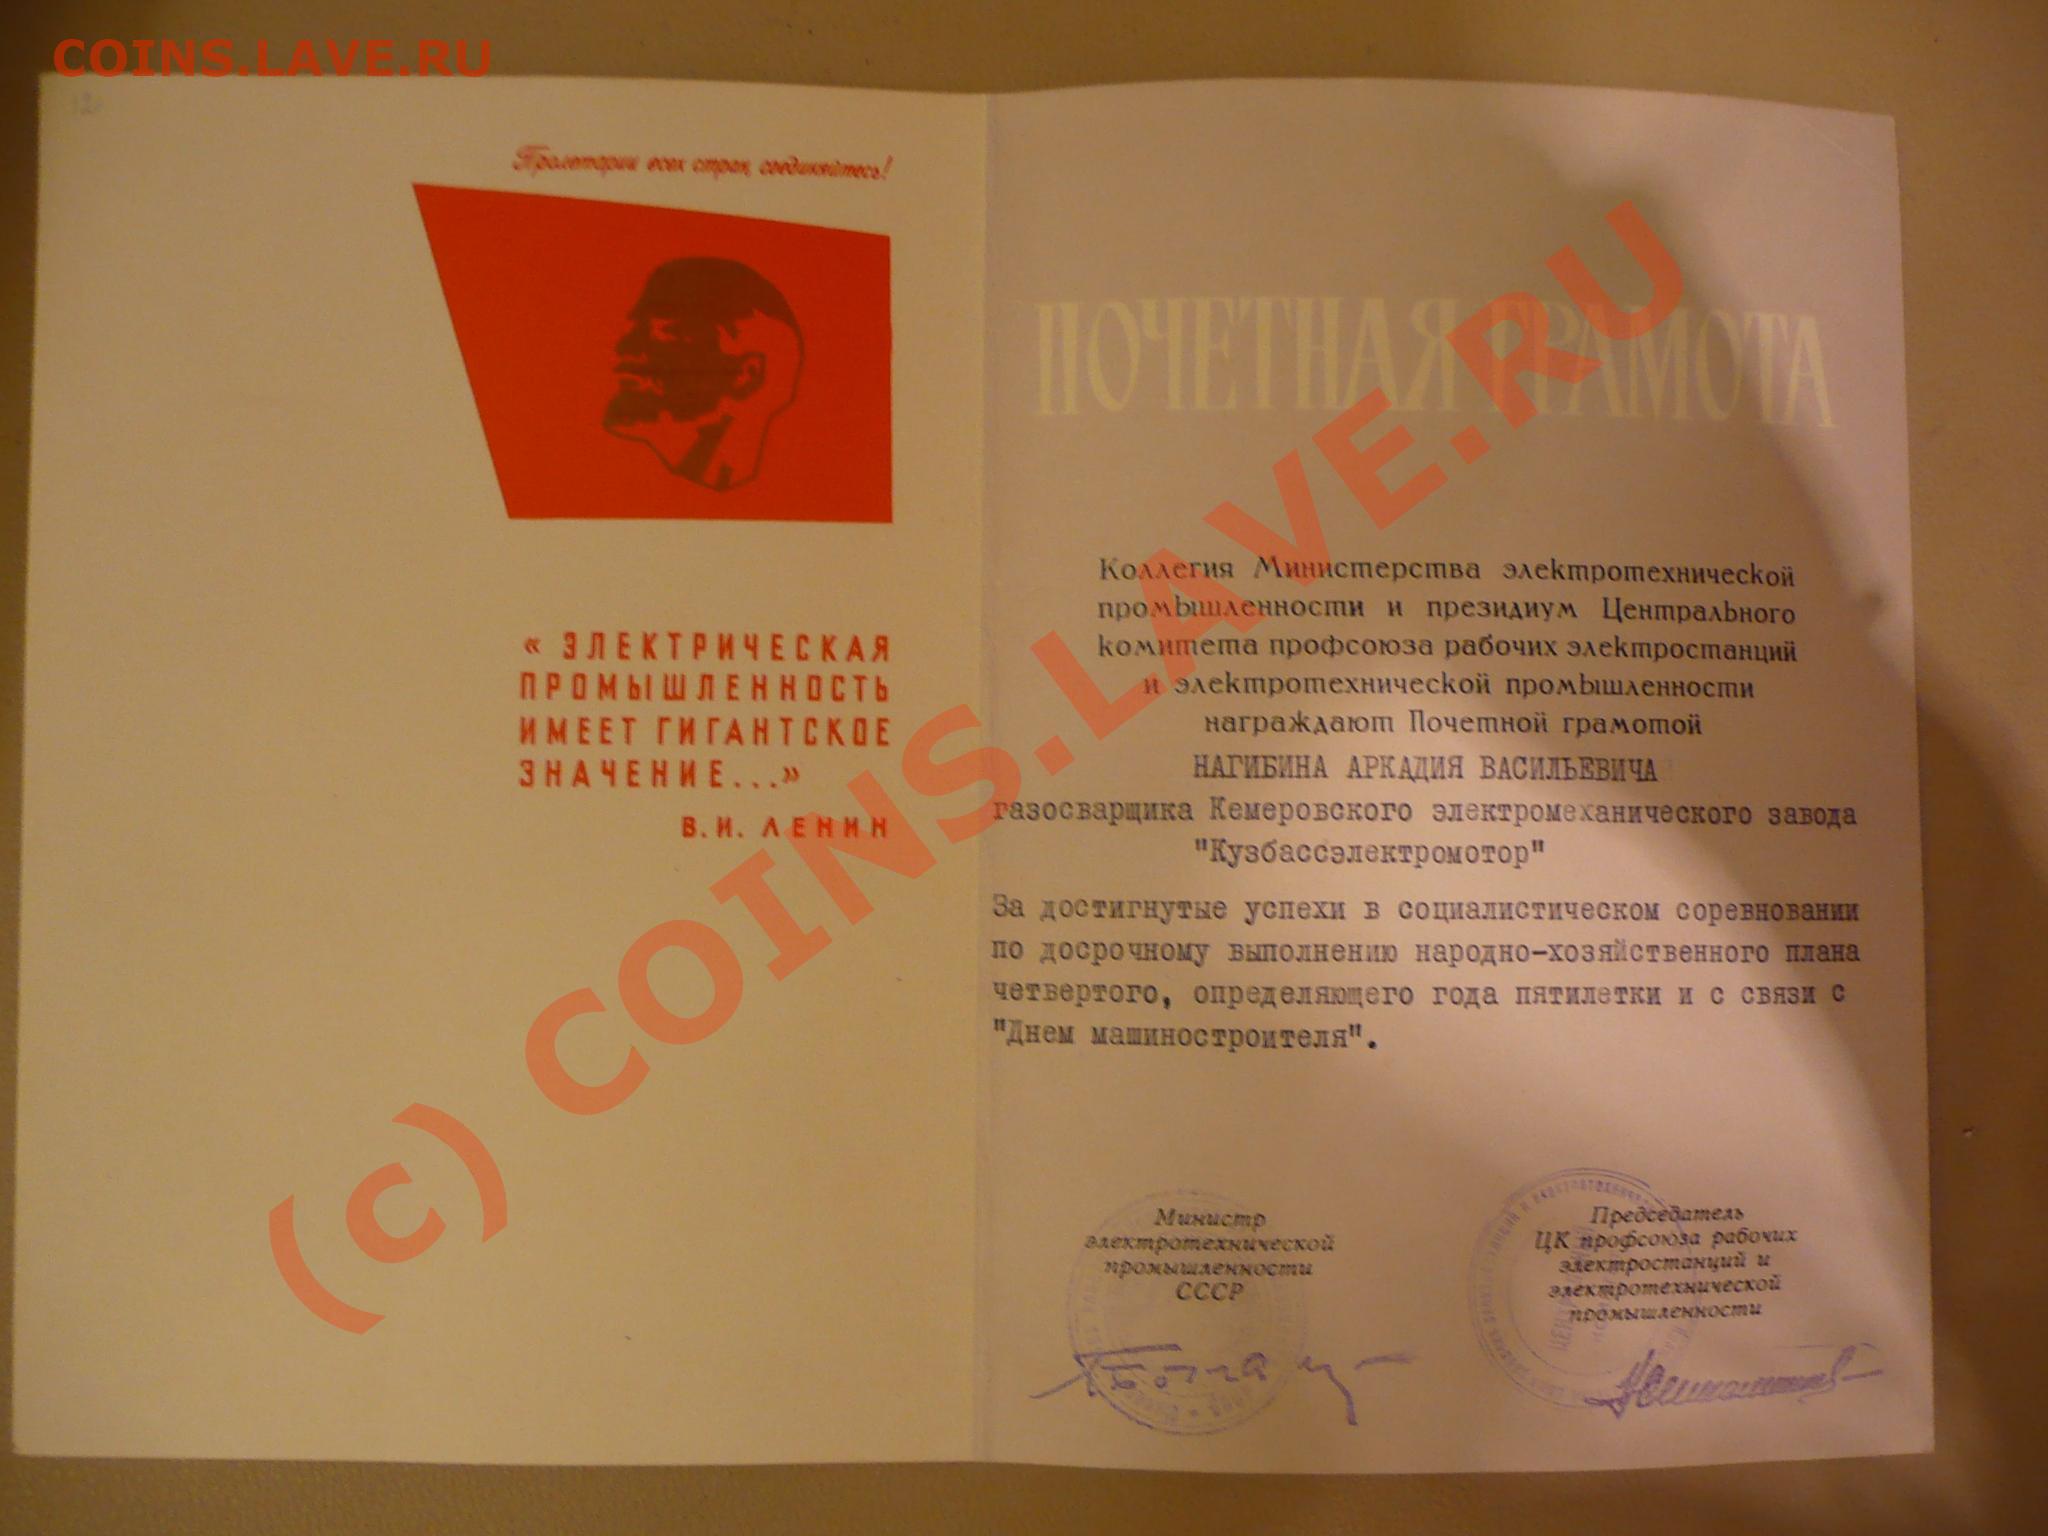 COINS.LAVE.RU
Пролетарии всех стран, соединяйтесь!
« ЭЛЕКТРИЧЕСКАЯ
ПРОМЫШЛЕННОСТЬ
ИМЕЕТ ГИГАНТСКОЕ
ЗНАЧЕНИЕ...»
В. И. ЛЕНИН
ПОЧЕТНАЯ ГРАМОТА
Коллегия Министерства электротехнической
промышленности и президиум Центрального
комитета профсоюза рабочих электростанций
и электротехнической промышленности
награждают Почетной грамотой
НАГИБИНА АРКАДИЯ ВАСИЛЬЕВИЧА
газосварщика Кемеровского электромеханического завода
"Кузбассэлектромотор"
За достигнутые успехи в социалистическом соревновании
по досрочному выполнению народно-хозяйственного плана
четвертого, определяющего года пятилетки и с связи с
"Днем машиностроителя".
Министр
электротехнической
промышленности
СССР
Председатель
ЦК профсоюза рабочих
электростанций и
электротехнической
промышленности
(c) COINS.LAVE.RU